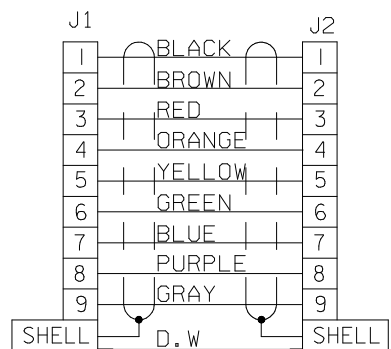 J1 J2
1 BLACK 1
2 BROWN 2
3 RED 3
4 ORANGE 4
5 YELLOW 5
6 GREEN 6
7 BLUE 7
8 PURPLE 8
9 GRAY 9
SHELL D.W SHELL